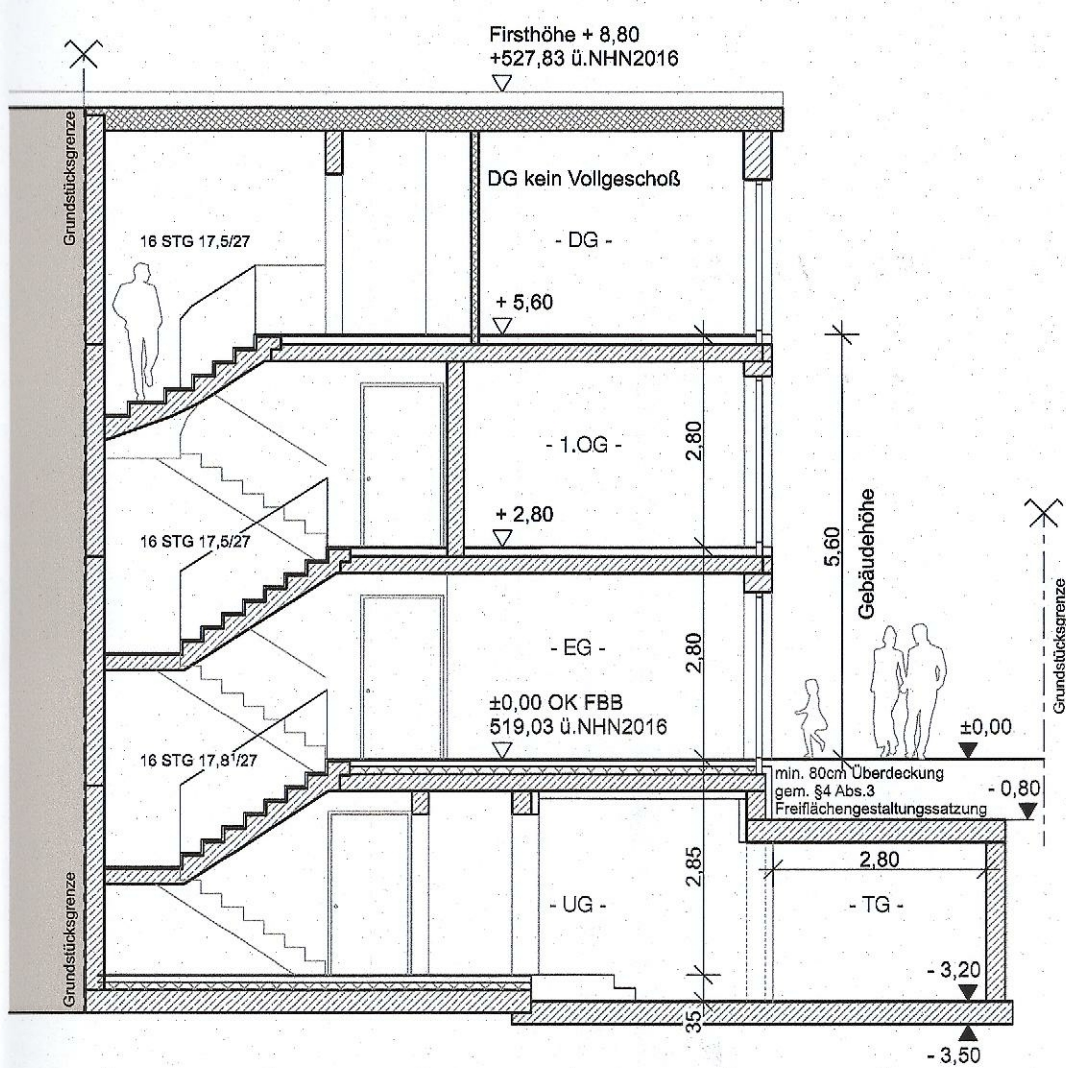 Firsthöhe + 8,80
+527,83 ü.NHN2016
Grundstücksgrenze
DG kein Vollgeschoß
16 STG 17,5/27
- DG -
+ 5,60
- 1.OG -
2,80
+ 2,80
16 STG 17,5/27
5,60
Gebäudehöhe
Grundstücksgrenze
- EG -
2,80
±0,00 OK FBB
519,03 ü.NHN2016
±0,00
16 STG 17,8¹/27
min. 80cm Überdeckung
gem. §4 Abs.3
Freiflächengestaltungssatzung
- 0,80
2,85
2,80
Grundstücksgrenze
- UG -
- TG -
- 3,20
35
- 3,50